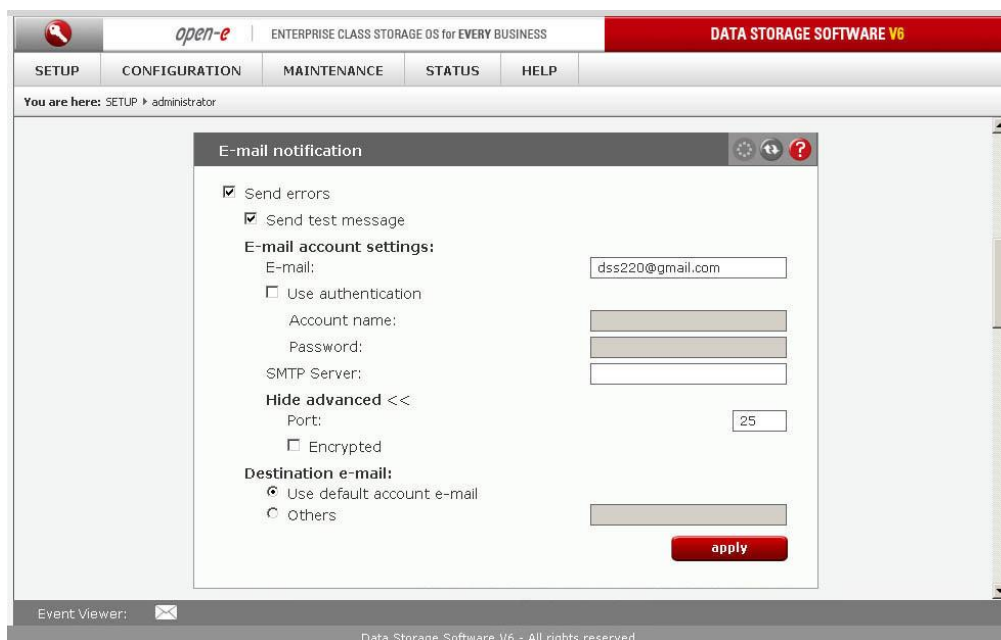 open-e ENTERPRISE CLASS STORAGE OS for EVERY BUSINESS DATA STORAGE SOFTWARE V6
SETUP CONFIGURATION MAINTENANCE STATUS HELP
You are here: SETUP administrator
E-mail notification
?
Send errors
Send test message
E-mail account settings:
E-mail: dss220@gmail.com
Use authentication
Account name:
Password:
SMTP Server:
Hide advanced <<
Port: 25
Encrypted
Destination e-mail:
Use default account e-mail
Others
apply
Event Viewer:
Data Storage Software V6 - All rights reserved